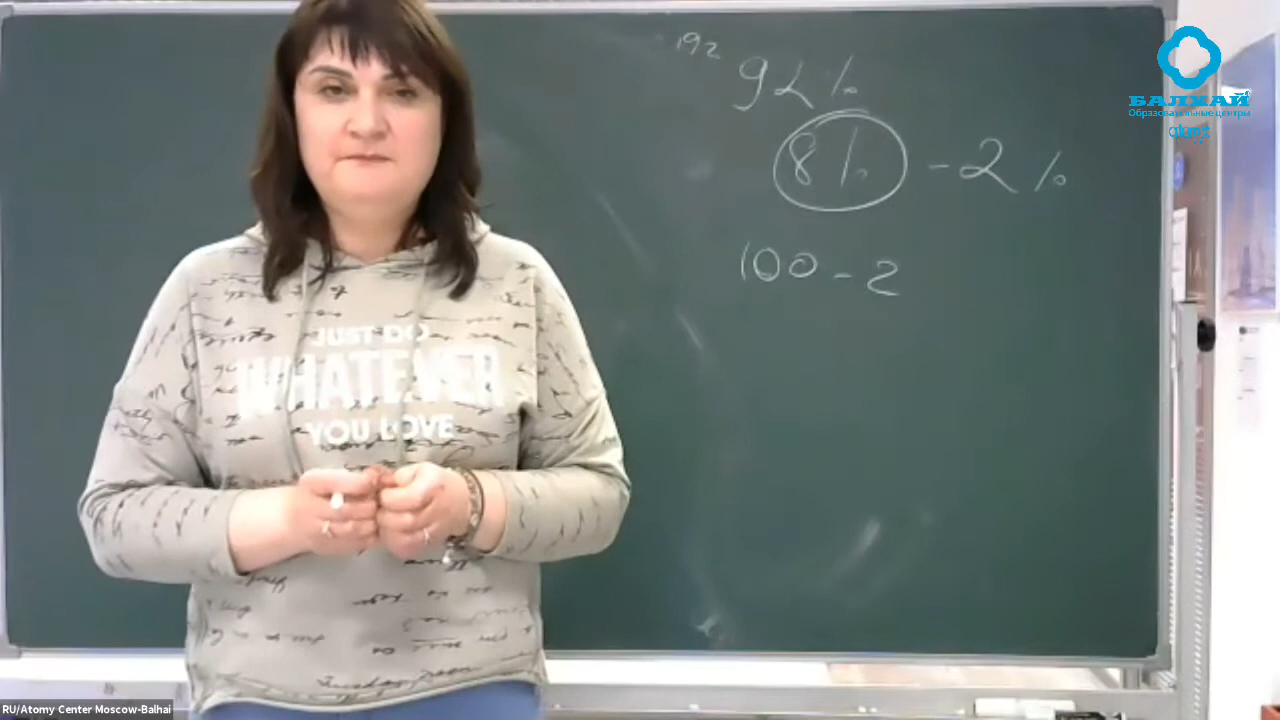 192
92%
8% - 2%
100 - 2
БАЛХАЙ
Образовательные центры
JUST DO
WHATEVER
YOU LOVE
RU/Atomy Center Moscow-Balhai